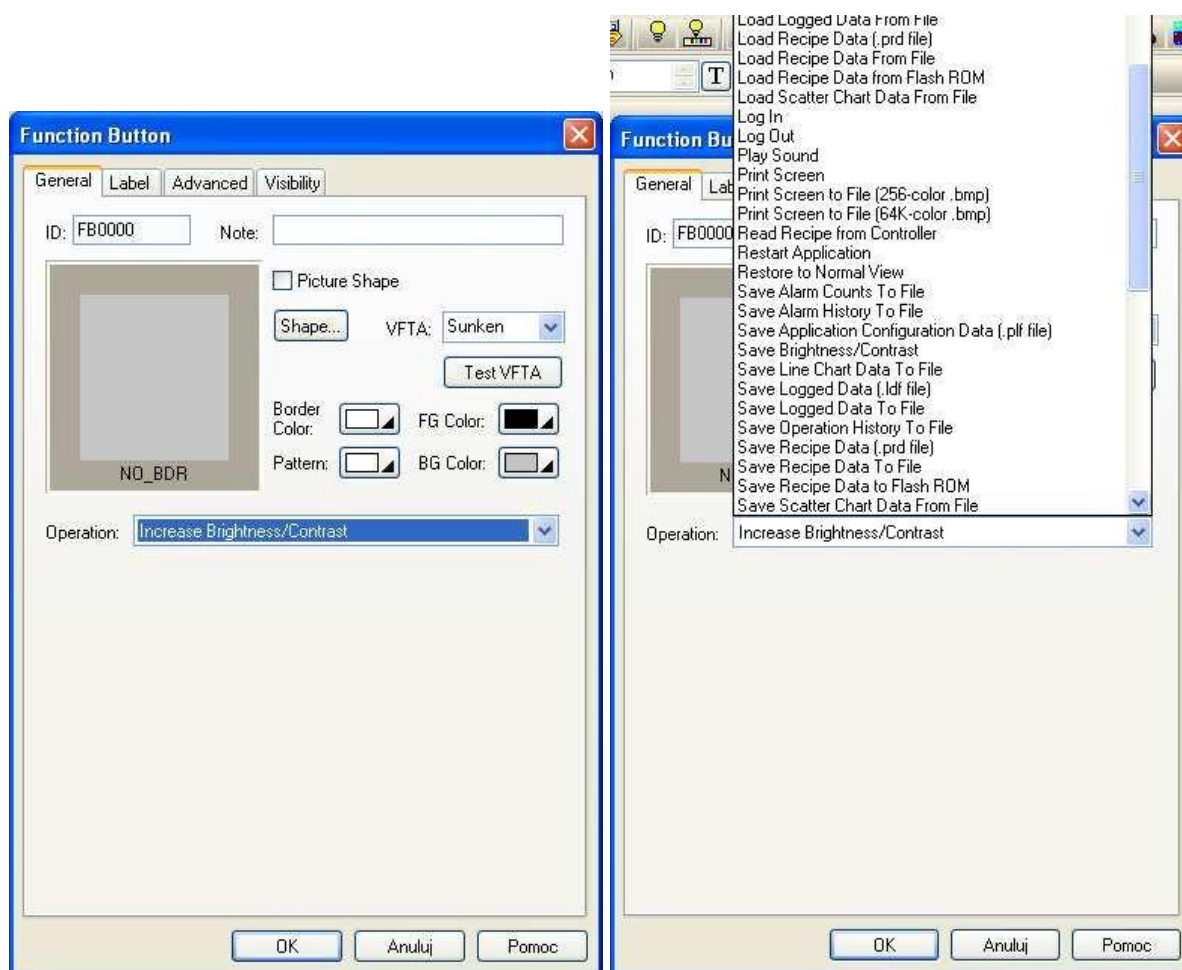 Function Button
General Label Advanced Visibility
ID: FB0000 Note:
Picture Shape
Shape... VFTA: Sunken
Test VFTA
Border Color: FG Color:
Pattern: BG Color:
NO_BDR
Operation: Increase Brightness/Contrast
OK Anuluj Pomoc
Load Logged Data From File
Load Recipe Data (.prd file)
Load Recipe Data From File
Load Recipe Data from Flash ROM
Load Scatter Chart Data From File
Log In
Log Out
Play Sound
Print Screen
Print Screen to File (256-color .bmp)
Print Screen to File (64K-color .bmp)
Read Recipe from Controller
Restart Application
Restore to Normal View
Save Alarm Counts To File
Save Alarm History To File
Save Application Configuration Data (.plf file)
Save Brightness/Contrast
Save Line Chart Data To File
Save Logged Data (.ldf file)
Save Logged Data To File
Save Operation History To File
Save Recipe Data (.prd file)
Save Recipe Data To File
Save Recipe Data to Flash ROM
Save Scatter Chart Data From File
T
Function Bu
General Lab
ID: FB0000
N
Operation: Increase Brightness/Contrast
OK Anuluj Pomoc